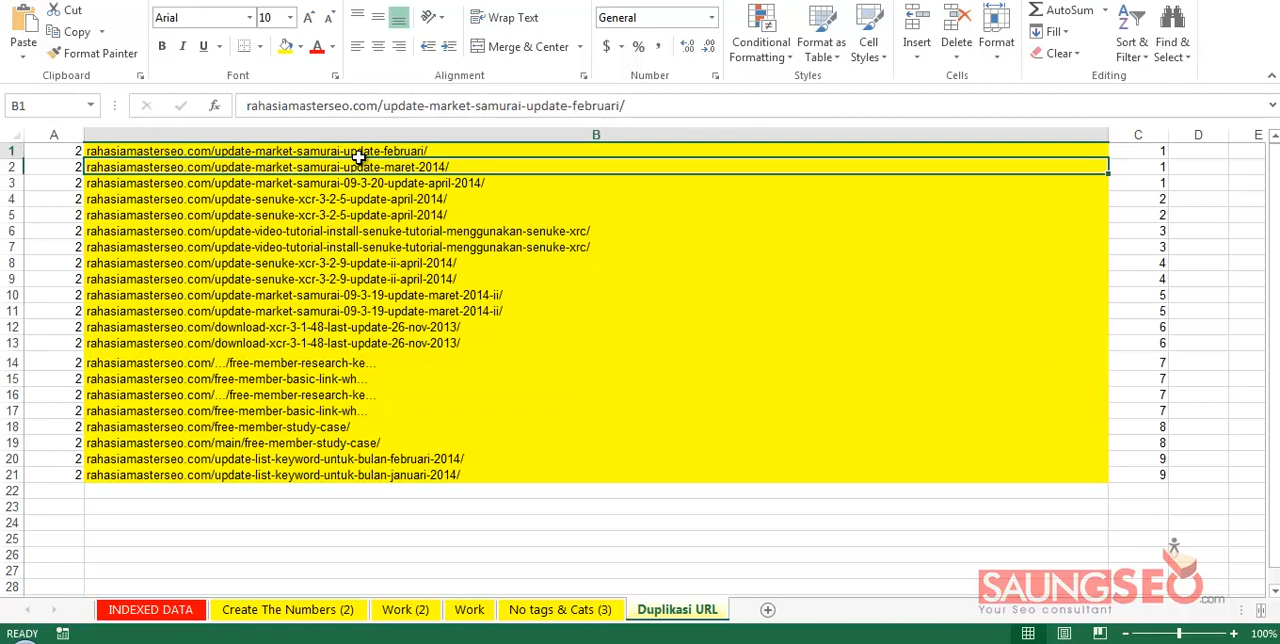 Cut
Copy
Format Painter
Paste
Clipboard
Arial
10
A
A
B I U
A
Font
Wrap Text
Merge & Center
Alignment
General
$ % ,
Number
Conditional
Formatting
Format as
Table
Cell
Styles
Styles
Insert
Delete
Format
Cells
AutoSum
Fill
Clear
Sort &
Filter
Find &
Select
Editing
B1
fx
rahasiamasterseo.com/update-market-samurai-update-februari/
A B C D E
1 2 rahasiamasterseo.com/update-market-samurai-update-februari/ 1
2 2 rahasiamasterseo.com/update-market-samurai-update-maret-2014/ 1
3 2 rahasiamasterseo.com/update-market-samurai-09-3-20-update-april-2014/ 1
4 2 rahasiamasterseo.com/update-senuke-xcr-3-2-5-update-april-2014/ 2
5 2 rahasiamasterseo.com/update-senuke-xcr-3-2-5-update-april-2014/ 2
6 2 rahasiamasterseo.com/update-video-tutorial-install-senuke-tutorial-menggunakan-senuke-xrc/ 3
7 2 rahasiamasterseo.com/update-video-tutorial-install-senuke-tutorial-menggunakan-senuke-xrc/ 3
8 2 rahasiamasterseo.com/update-senuke-xcr-3-2-9-update-ii-april-2014/ 4
9 2 rahasiamasterseo.com/update-senuke-xcr-3-2-9-update-ii-april-2014/ 4
10 2 rahasiamasterseo.com/update-market-samurai-09-3-19-update-maret-2014-ii/ 5
11 2 rahasiamasterseo.com/update-market-samurai-09-3-19-update-maret-2014-ii/ 5
12 2 rahasiamasterseo.com/download-xcr-3-1-48-last-update-26-nov-2013/ 6
13 2 rahasiamasterseo.com/download-xcr-3-1-48-last-update-26-nov-2013/ 6
14 2 rahasiamasterseo.com/.../free-member-research-ke... 7
15 2 rahasiamasterseo.com/free-member-basic-link-wh... 7
16 2 rahasiamasterseo.com/.../free-member-research-ke... 7
17 2 rahasiamasterseo.com/free-member-basic-link-wh... 7
18 2 rahasiamasterseo.com/free-member-study-case/ 8
19 2 rahasiamasterseo.com/main/free-member-study-case/ 8
20 2 rahasiamasterseo.com/update-list-keyword-untuk-bulan-februari-2014/ 9
21 2 rahasiamasterseo.com/update-list-keyword-untuk-bulan-januari-2014/ 9
22
23
24
25
26
27
28
SAUNGSEO.com
Your Seo consultant
INDEXED DATA
Create The Numbers (2)
Work (2)
Work
No tags & Cats (3)
Duplikasi URL
READY
100%